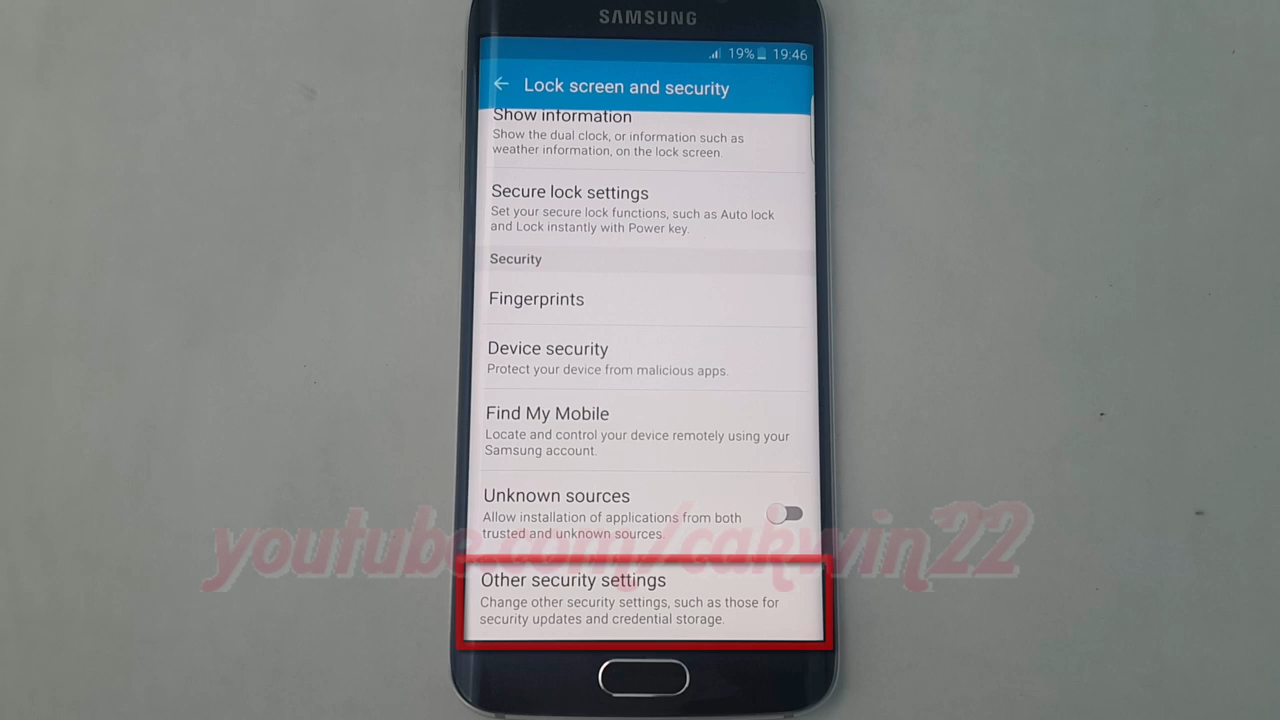 SAMSUNG
19% 19:46
Lock screen and security
Show information
Show the dual clock, or information such as
weather information, on the lock screen.
Secure lock settings
Set your secure lock functions, such as Auto lock
and Lock instantly with Power key.
Security
Fingerprints
Device security
Protect your device from malicious apps.
Find My Mobile
Locate and control your device remotely using your
Samsung account.
Unknown sources
Allow installation of applications from both
trusted and unknown sources.
youtube.com/cakwin22
Other security settings
Change other security settings, such as those for
security updates and credential storage.